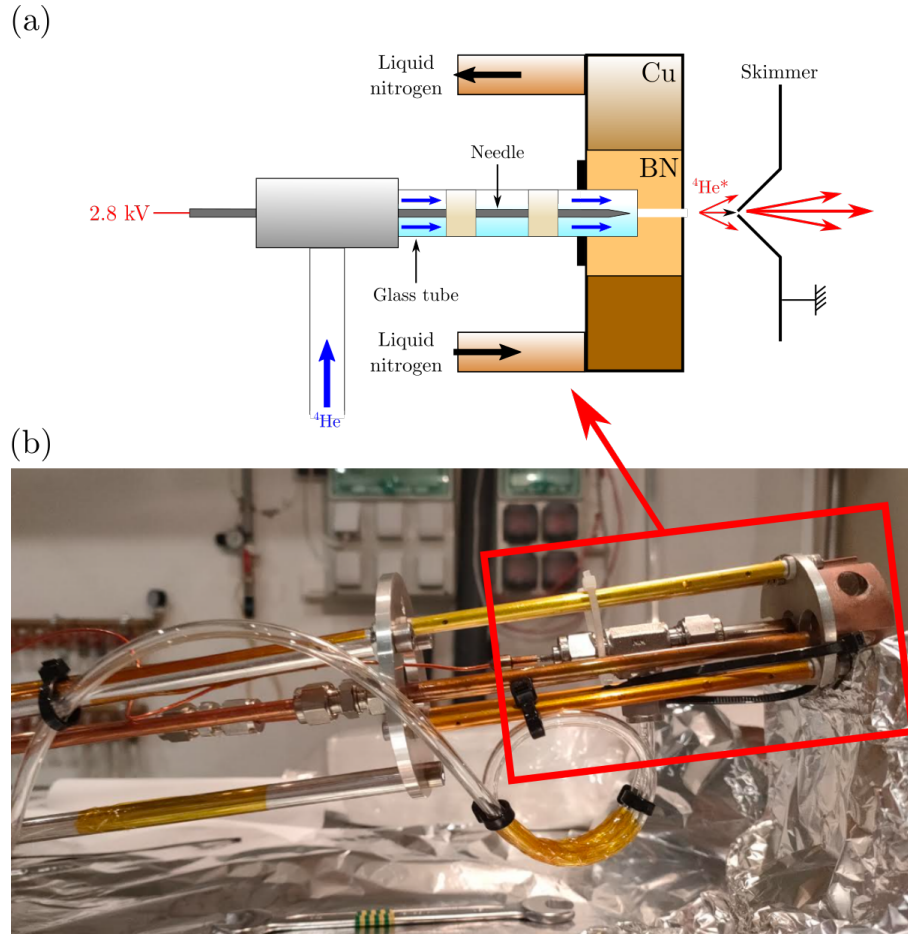 (a)
Liquid
nitrogen
Cu
Skimmer
Needle
BN
⁴He*
2.8 kV
Glass tube
Liquid
nitrogen
⁴He
(b)